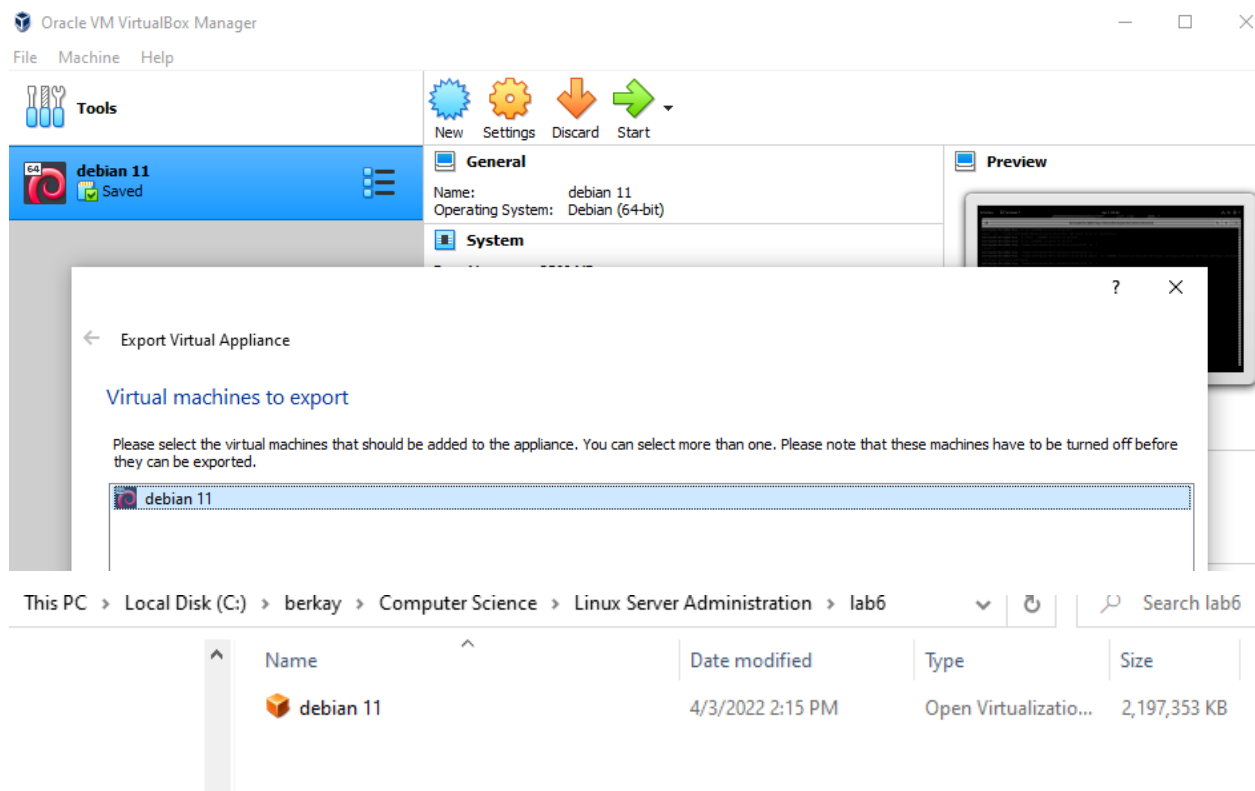 Oracle VM VirtualBox Manager
File Machine Help
Tools
New Settings Discard Start
64
debian 11
Saved
General
Name: debian 11
Operating System: Debian (64-bit)
System
Preview
?
Export Virtual Appliance
Virtual machines to export
Please select the virtual machines that should be added to the appliance. You can select more than one. Please note that these machines have to be turned off before
they can be exported.
debian 11
This PC > Local Disk (C:) > berkay > Computer Science > Linux Server Administration > lab6
Search lab6
Name Date modified Type Size
debian 11 4/3/2022 2:15 PM Open Virtualizatio... 2,197,353 KB